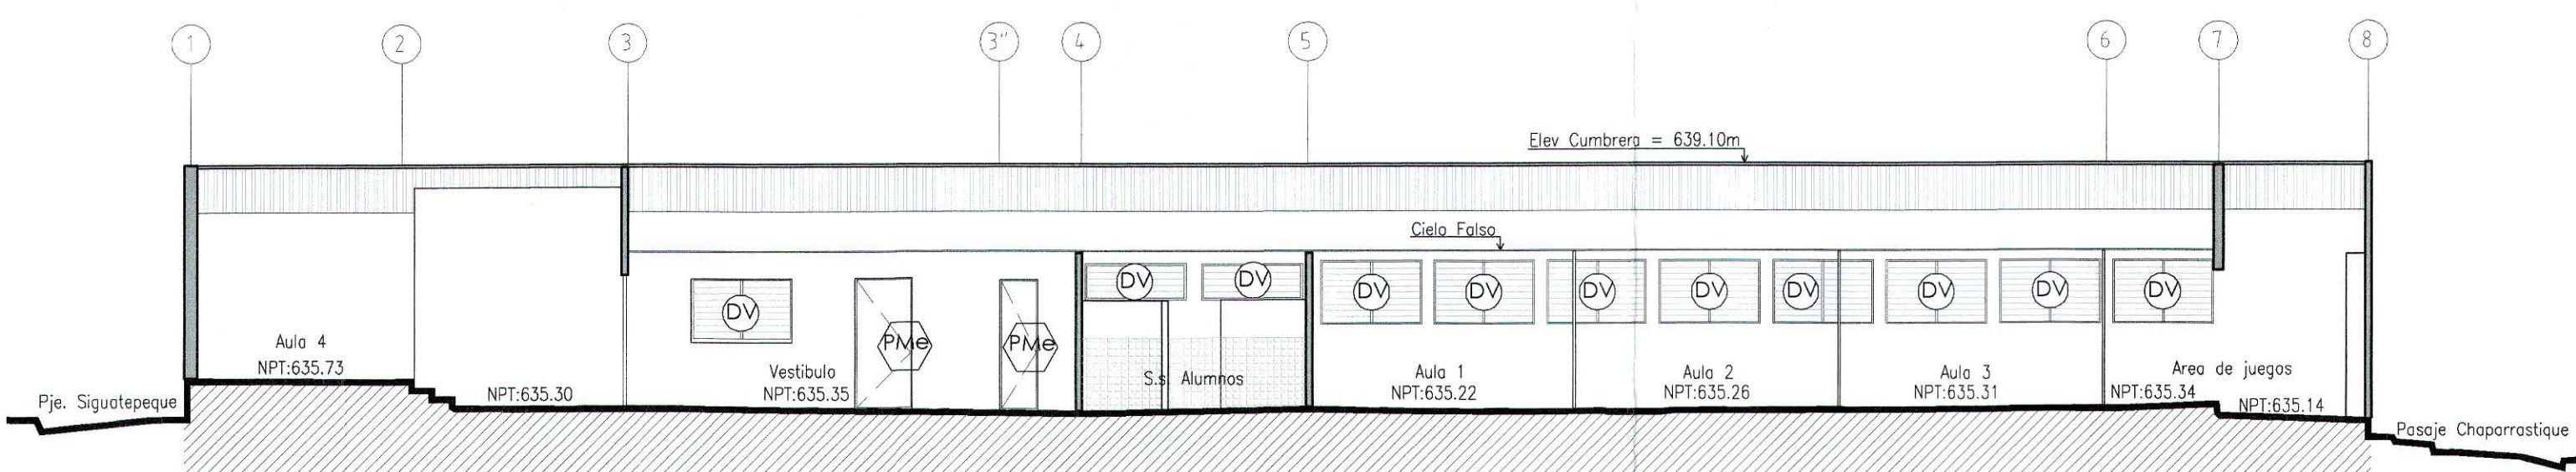 1
2
3
3"
4
5
6
7
8
Elev Cumbrera = 639.10m
Cielo Falso
DV
DV
DV
DV
DV
DV
DV
DV
DV
DV
DV
PMe
PMe
Aula 4
NPT:635.73
Pje. Siguatepeque
NPT:635.30
Vestibulo
NPT:635.35
S.s. Alumnos
Aula 1
NPT:635.22
Aula 2
NPT:635.26
Aula 3
NPT:635.31
Area de juegos
NPT:635.34
NPT:635.14
Pasaje Chaparrastique